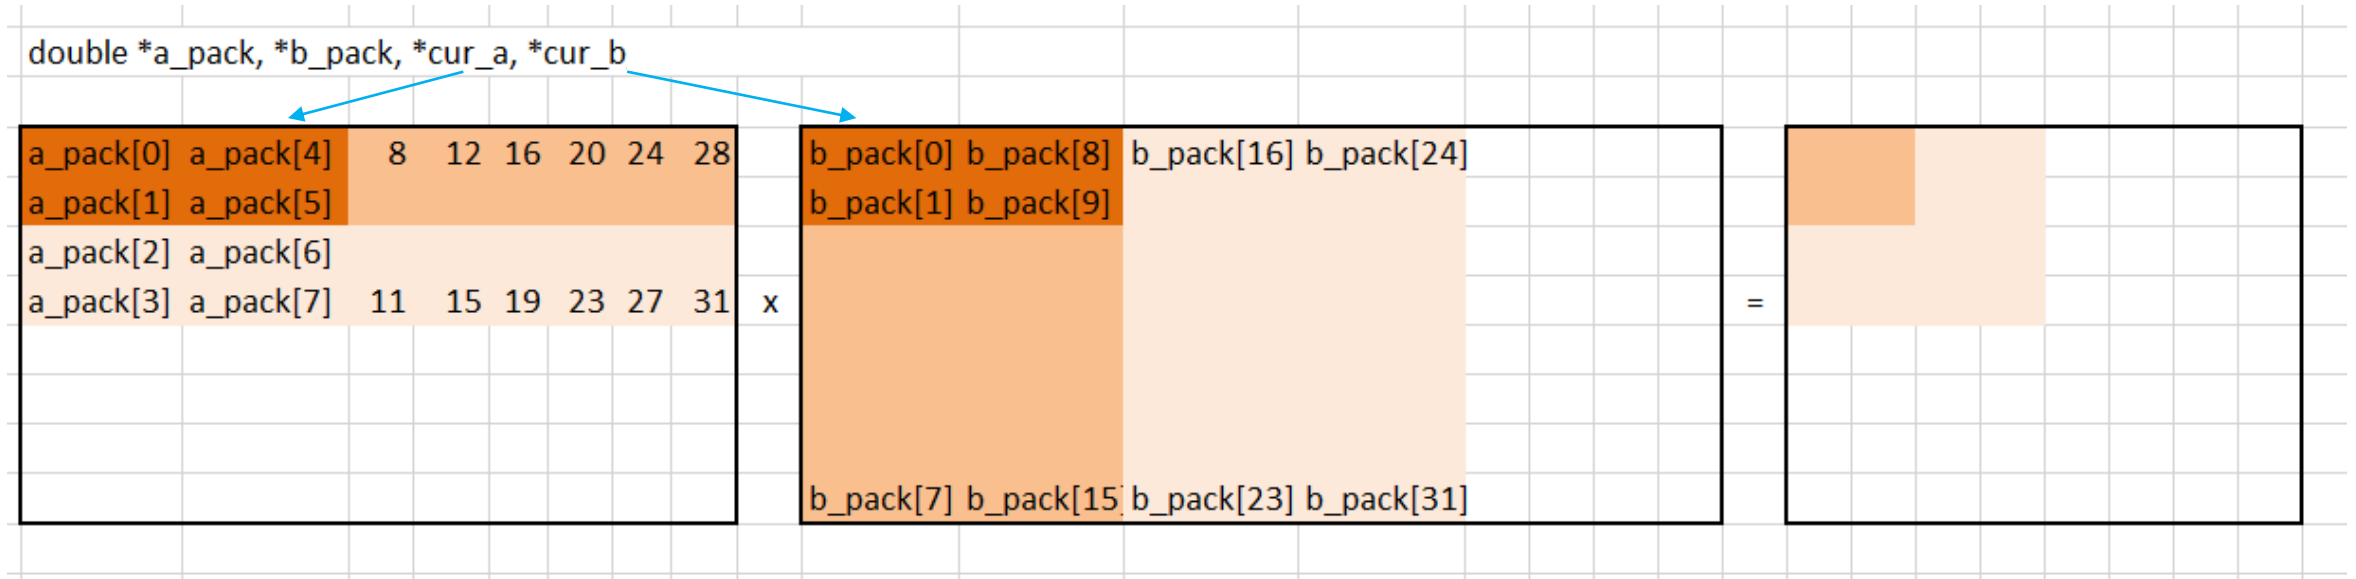 double *a_pack, *b_pack, *cur_a, *cur_b
a_pack[0] a_pack[4] 8 12 16 20 24 28 b_pack[0] b_pack[8] b_pack[16] b_pack[24]
a_pack[1] a_pack[5] b_pack[1] b_pack[9]
a_pack[2] a_pack[6]
a_pack[3] a_pack[7] 11 15 19 23 27 31 x =
b_pack[7] b_pack[15] b_pack[23] b_pack[31]